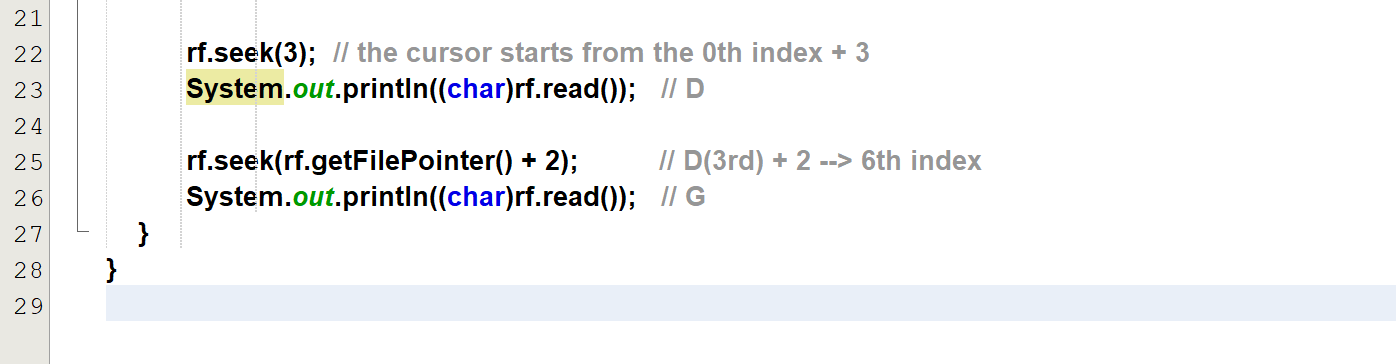 21
22 rf.seek(3); // the cursor starts from the 0th index + 3
23 System.out.println((char)rf.read()); // D
24
25 rf.seek(rf.getFilePointer() + 2); // D(3rd) + 2 --> 6th index
26 System.out.println((char)rf.read()); // G
27 }
28 }
29